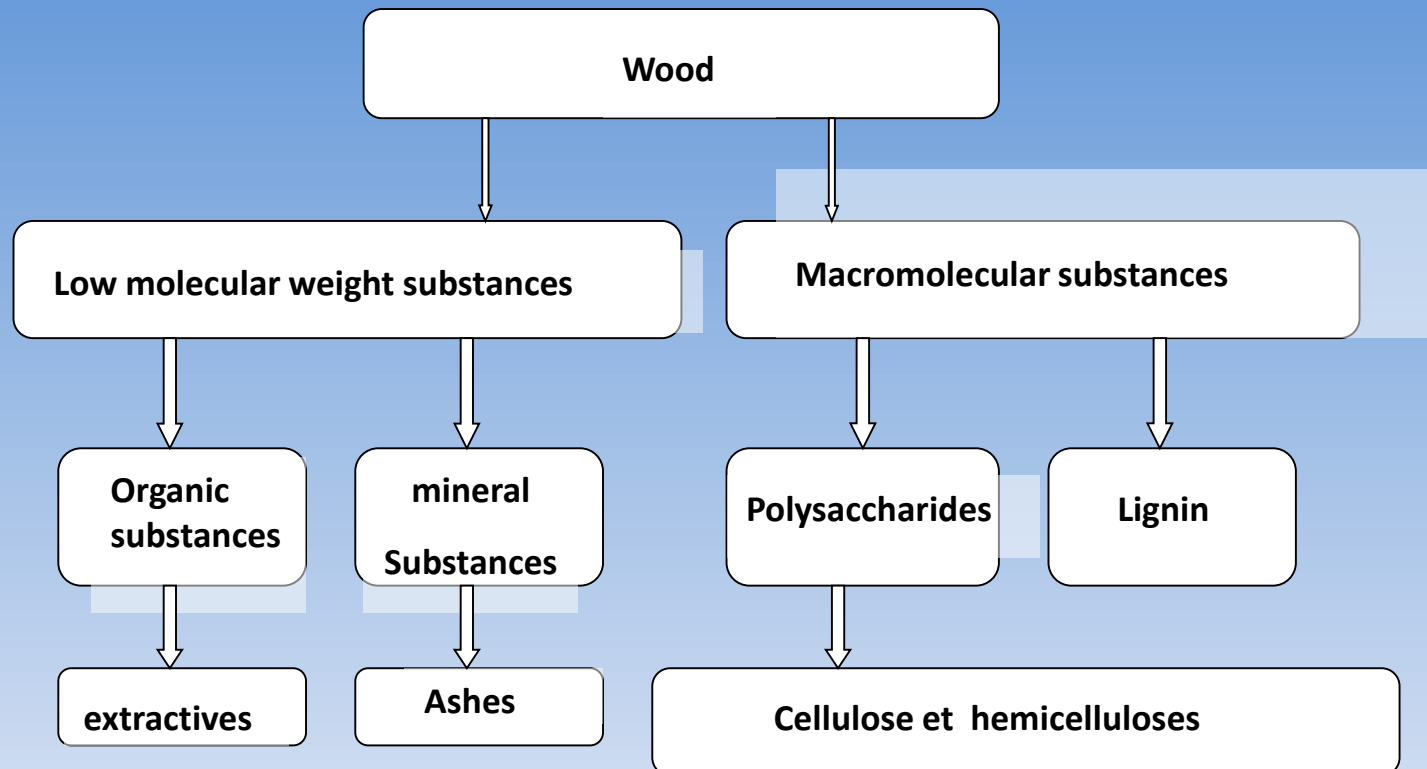 Wood
Low molecular weight substances
Macromolecular substances
Organic
substances
mineral
Substances
Polysaccharides
Lignin
extractives
Ashes
Cellulose et hemicelluloses